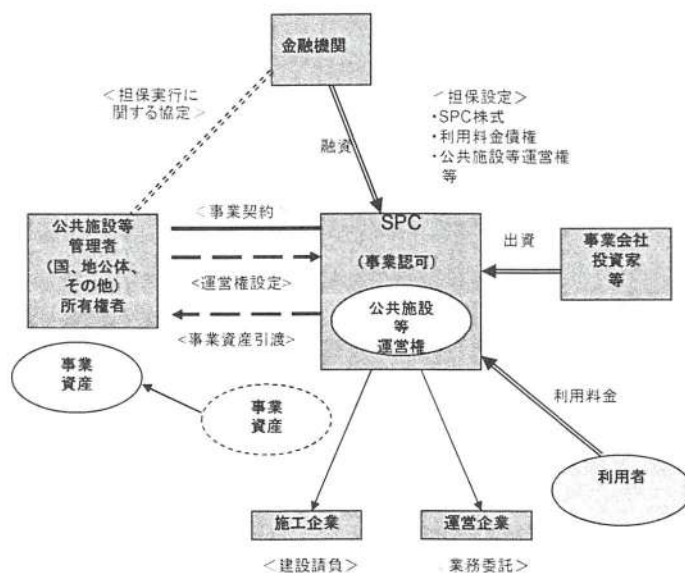 金融機関
＜担保実行に
関する協定＞
＜担保設定＞
・SPC株式
・利用料金債権
・公共施設等運営権
等
融資
公共施設等
管理者
(国、地公体、
その他)
所有権者
＜事業契約
＜運営権設定＞
＜事業資産引渡＞
SPC
(事業認可)
公共施設
等
運営権
出資
事業会社
投資家
等
事業
資産
事業
資産
利用料金
利用者
施工企業
＜建設請負＞
運営企業
業務委託＞